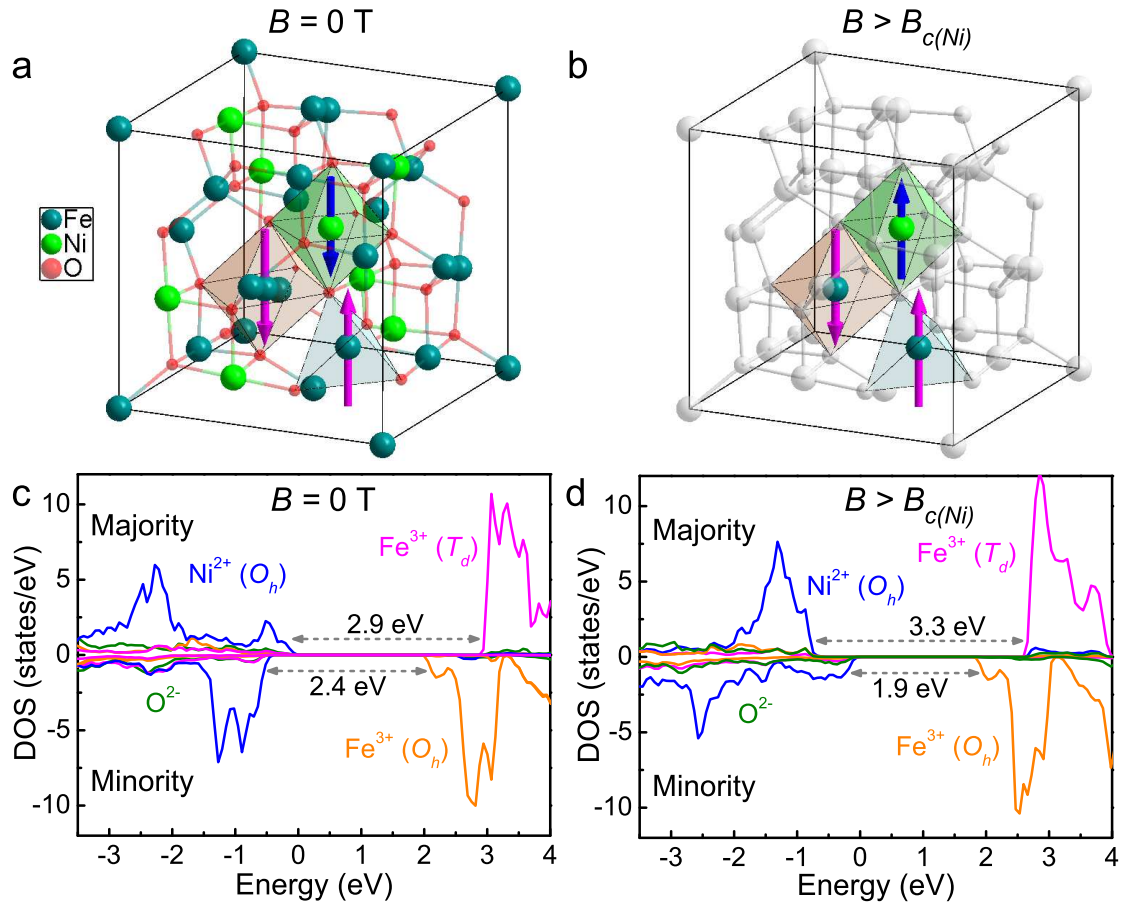 B = 0 T
B > Bc(Ni)
a
b
Fe
Ni
O
c
B = 0 T
Majority
Ni2+ (Oh)
Fe3+ (Td)
2.9 eV
2.4 eV
O2-
Fe3+ (Oh)
Minority
DOS (states/eV)
10
5
0
-5
-10
-3
-2
-1
0
1
2
3
4
Energy (eV)
d
B > Bc(Ni)
Majority
Ni2+ (Oh)
Fe3+ (Td)
3.3 eV
1.9 eV
O2-
Fe3+ (Oh)
Minority
DOS (states/eV)
10
5
0
-5
-10
-3
-2
-1
0
1
2
3
4
Energy (eV)